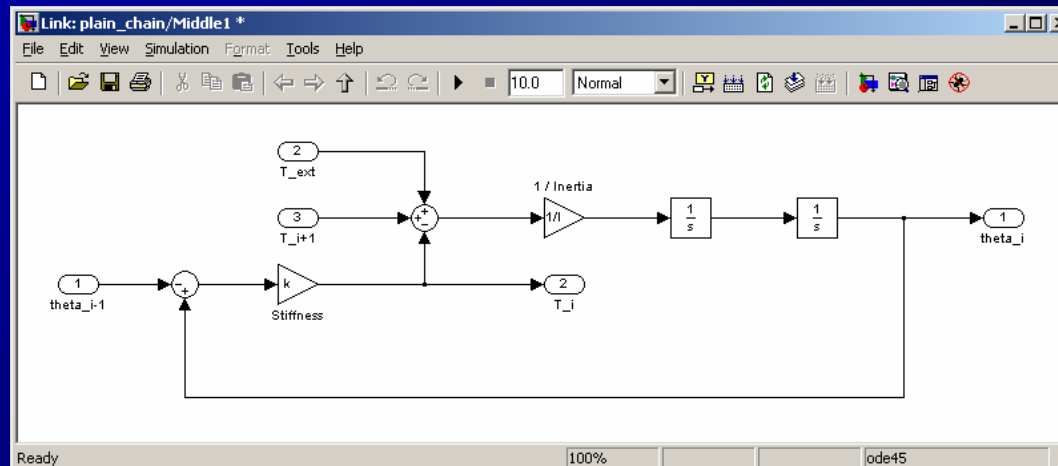 Link: plain_chain/Middle1 *
File Edit View Simulation Format Tools Help
10.0 Normal
2
T_ext
1 / Inertia
3
T_i+1
+ + -
1/I
1
s
1
s
1
theta_i
1
theta_i-1
- +
k
Stiffness
2
T_i
Ready 100% ode45